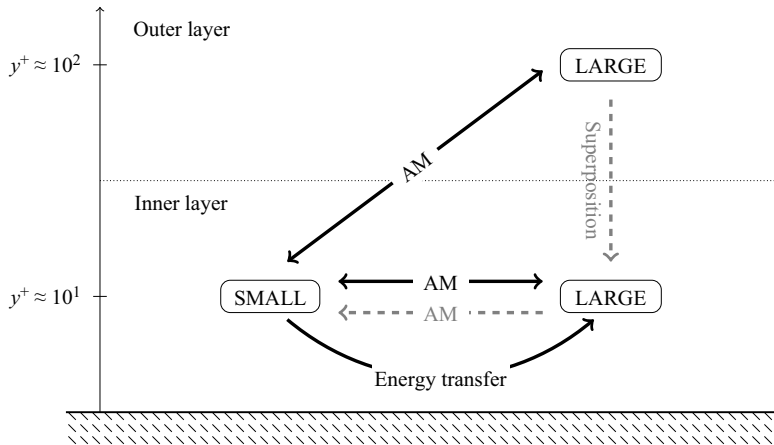 Outer layer
y⁺ ≈ 10²
LARGE
AM
Superposition
Inner layer
y⁺ ≈ 10¹
SMALL
AM
LARGE
AM
Energy transfer